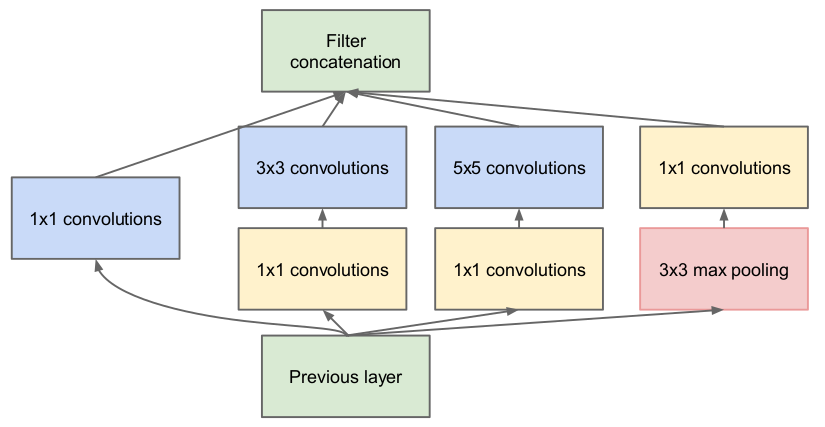 Filter
concatenation
3x3 convolutions
5x5 convolutions
1x1 convolutions
1x1 convolutions
1x1 convolutions
1x1 convolutions
3x3 max pooling
Previous layer